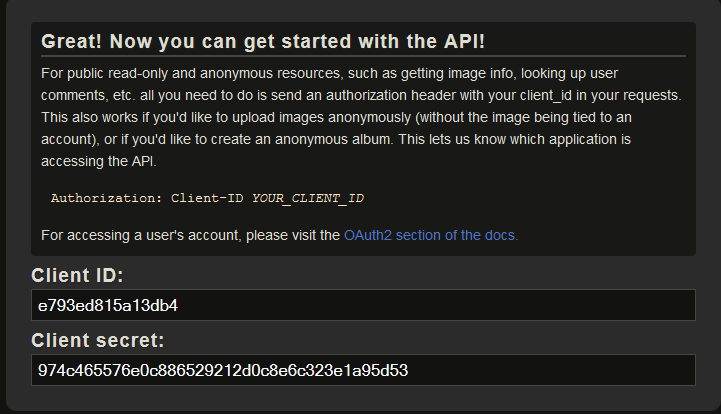 Great! Now you can get started with the API!
For public read-only and anonymous resources, such as getting image info, looking up user
comments, etc. all you need to do is send an authorization header with your client_id in your requests.
This also works if you'd like to upload images anonymously (without the image being tied to an
account), or if you'd like to create an anonymous album. This lets us know which application is
accessing the API.
Authorization: Client-ID YOUR_CLIENT_ID
For accessing a user's account, please visit the OAuth2 section of the docs.
Client ID:
e793ed815a13db4
Client secret:
974c465576e0c886529212d0c8e6c323e1a95d53